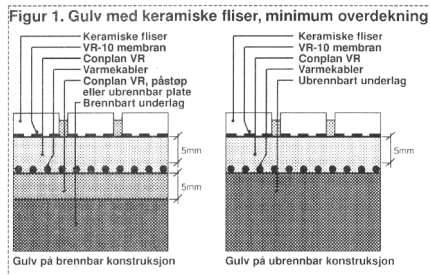 Figur 1. Gulv med keramiske fliser, minimum overdekning
Keramiske fliser
VR-10 membran
Conplan VR
Varmekabler
Conplan VR, påstøp
eller ubrennbar plate
Brennbart underlag
5mm
5mm
Gulv på brennbar konstruksjon
Keramiske fliser
VR-10 membran
Conplan VR
Varmekabler
Ubrennbart underlag
5mm
Gulv på ubrennbar konstruksjon